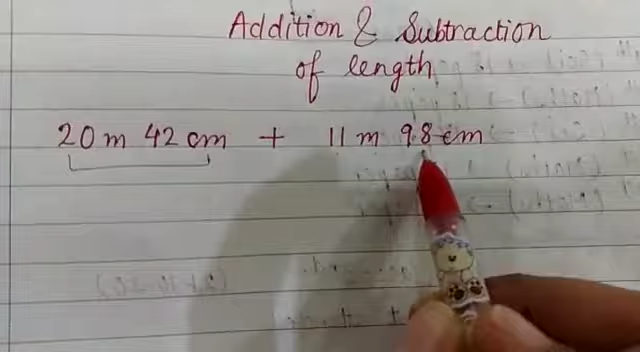 Addition & Subtraction
of length
20 m 42 cm + 11 m 98 cm